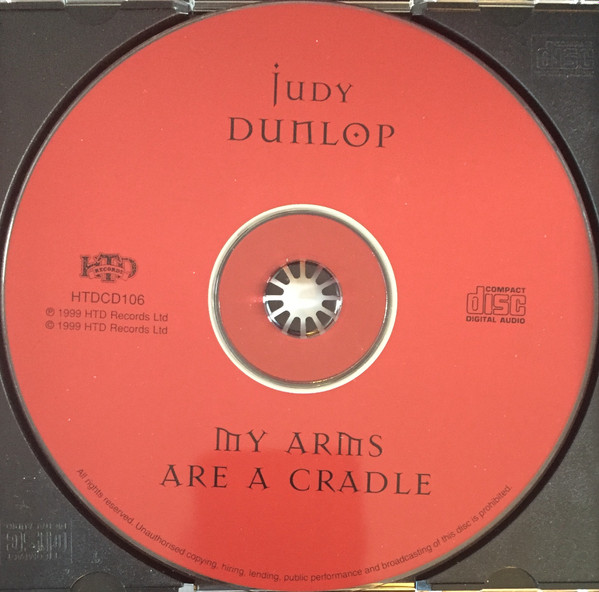 JUDY
DUNLOP
HTD
RECORDS
HTDCD106
℗ 1999 HTD Records Ltd
© 1999 HTD Records Ltd
COMPACT
disc
DIGITAL AUDIO
MY ARMS
ARE A CRADLE
All rights reserved. Unauthorised copying, hiring, lending, public performance and broadcasting of this disc is prohibited.